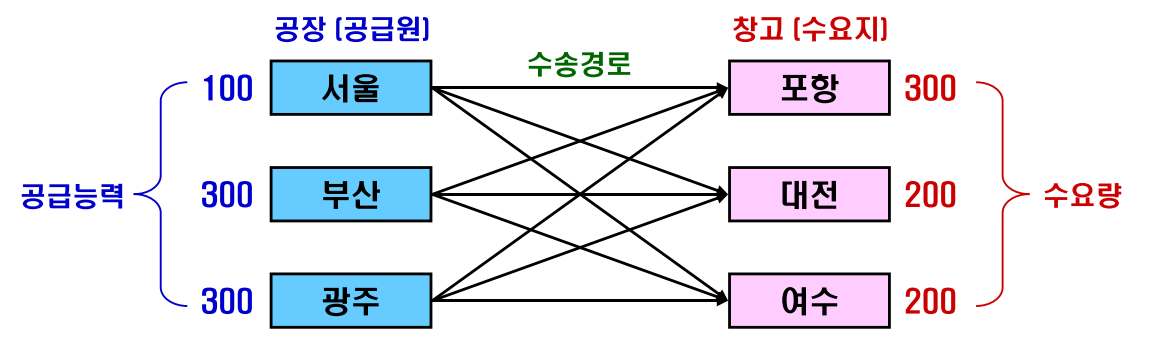 공장 (공급원)
창고 (수요지)
수송경로
100 서울 포항 300
공급능력 300 부산 대전 200 수요량
300 광주 여수 200